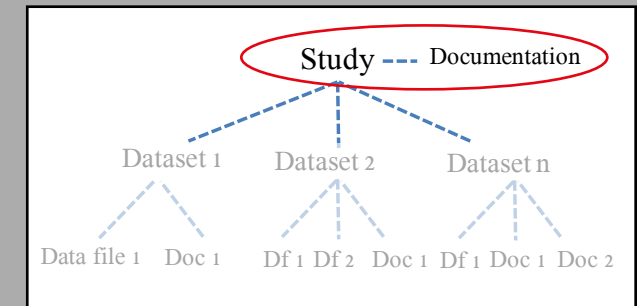 Study Documentation
Dataset 1 Dataset 2 Dataset n
Data file 1 Doc 1 Df 1 Df 2 Doc 1 Df 1 Doc 1 Doc 2